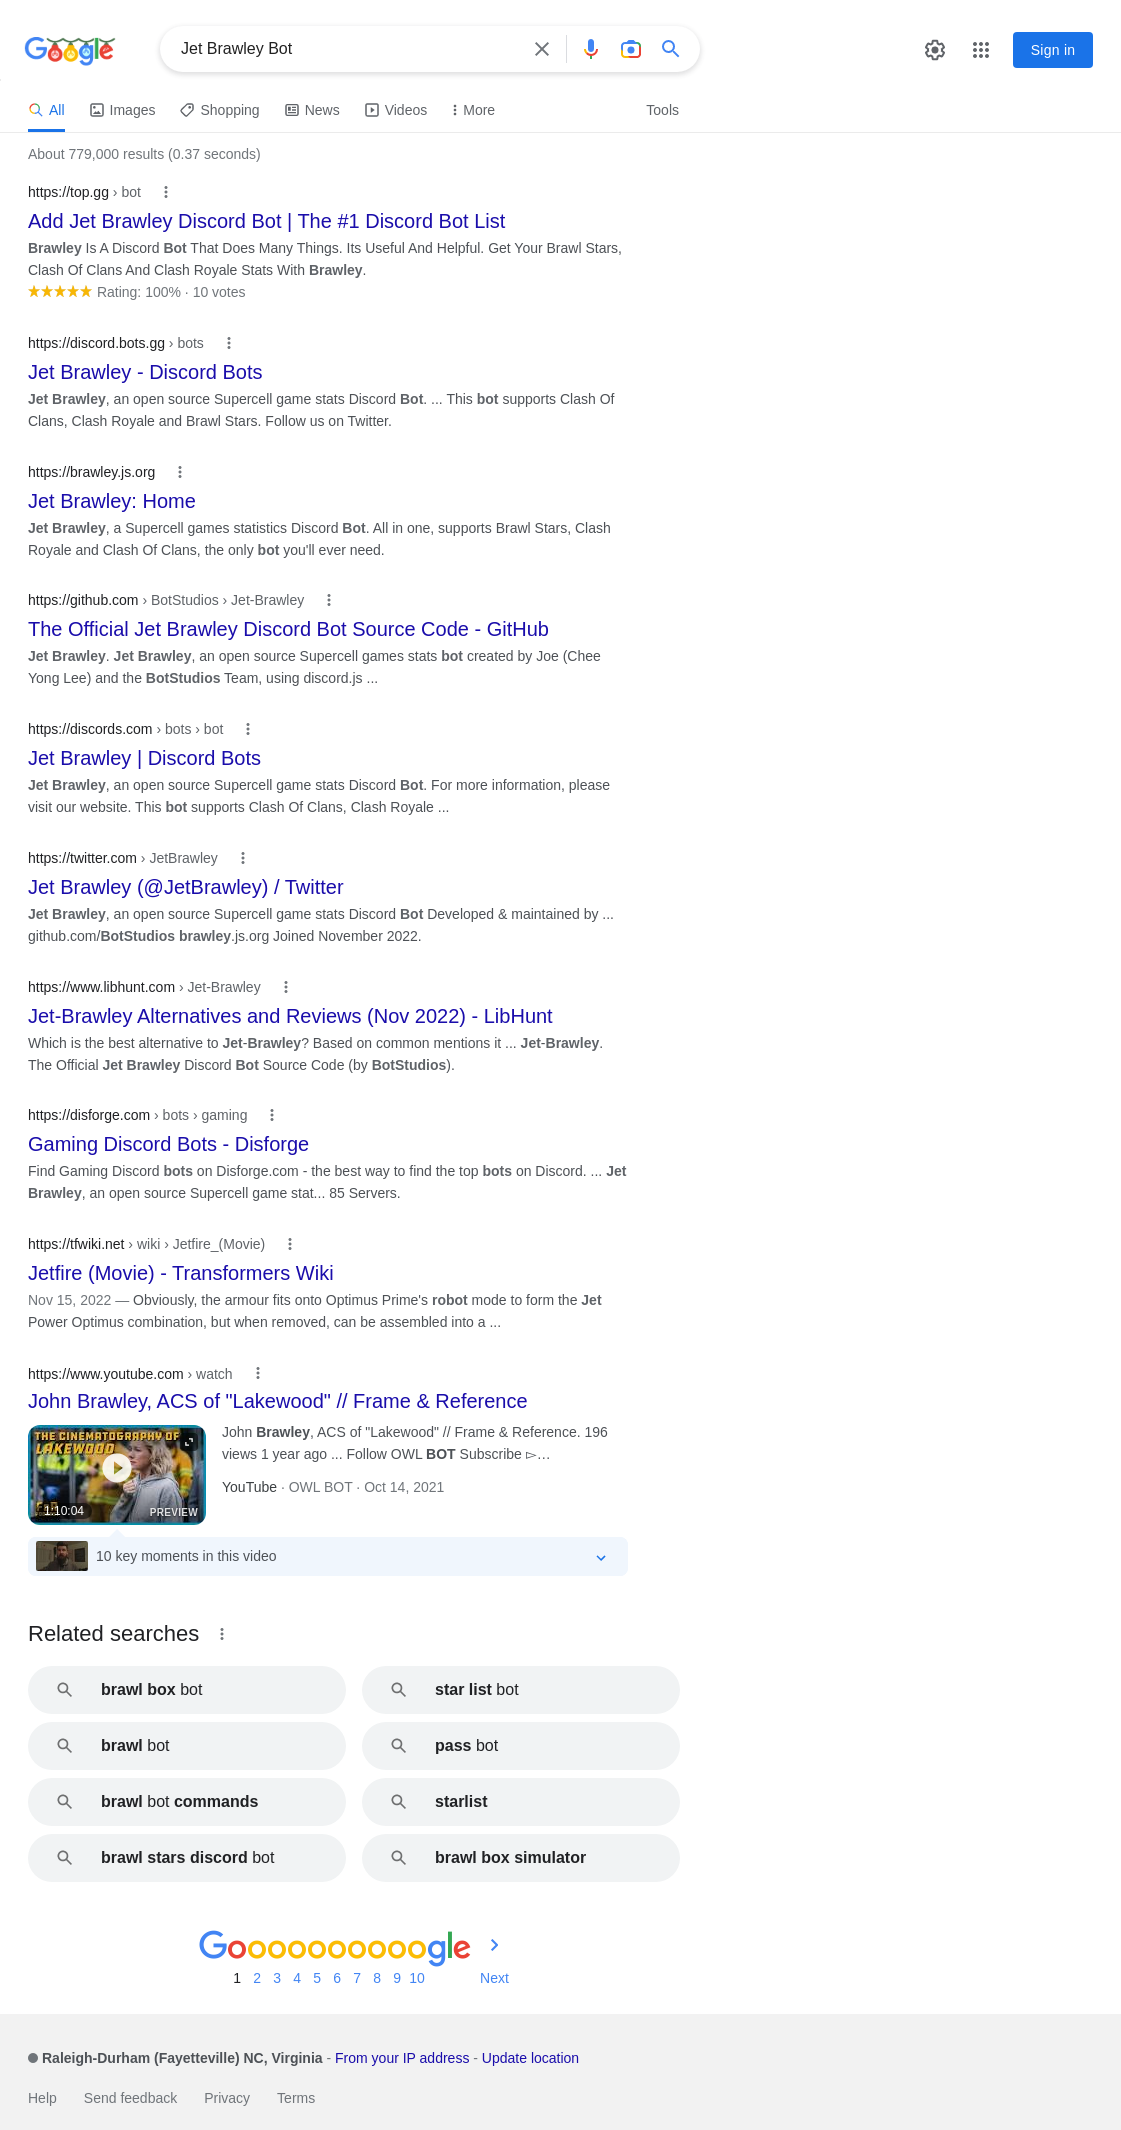 Google
Jet Brawley Bot
Sign in
All Images Shopping News Videos More Tools
About 779,000 results (0.37 seconds)
https://top.gg › bot
Add Jet Brawley Discord Bot | The #1 Discord Bot List
Brawley Is A Discord Bot That Does Many Things. Its Useful And Helpful. Get Your Brawl Stars,
Clash Of Clans And Clash Royale Stats With Brawley.
Rating: 100% · 10 votes
https://discord.bots.gg › bots
Jet Brawley - Discord Bots
Jet Brawley, an open source Supercell game stats Discord Bot. ... This bot supports Clash Of
Clans, Clash Royale and Brawl Stars. Follow us on Twitter.
https://brawley.js.org
Jet Brawley: Home
Jet Brawley, a Supercell games statistics Discord Bot. All in one, supports Brawl Stars, Clash
Royale and Clash Of Clans, the only bot you'll ever need.
https://github.com › BotStudios › Jet-Brawley
The Official Jet Brawley Discord Bot Source Code - GitHub
Jet Brawley. Jet Brawley, an open source Supercell games stats bot created by Joe (Chee
Yong Lee) and the BotStudios Team, using discord.js ...
https://discords.com › bots › bot
Jet Brawley | Discord Bots
Jet Brawley, an open source Supercell game stats Discord Bot. For more information, please
visit our website. This bot supports Clash Of Clans, Clash Royale ...
https://twitter.com › JetBrawley
Jet Brawley (@JetBrawley) / Twitter
Jet Brawley, an open source Supercell game stats Discord Bot Developed & maintained by ...
github.com/BotStudios brawley.js.org Joined November 2022.
https://www.libhunt.com › Jet-Brawley
Jet-Brawley Alternatives and Reviews (Nov 2022) - LibHunt
Which is the best alternative to Jet-Brawley? Based on common mentions it ... Jet-Brawley.
The Official Jet Brawley Discord Bot Source Code (by BotStudios).
https://disforge.com › bots › gaming
Gaming Discord Bots - Disforge
Find Gaming Discord bots on Disforge.com - the best way to find the top bots on Discord. ... Jet
Brawley, an open source Supercell game stat... 85 Servers.
https://tfwiki.net › wiki › Jetfire_(Movie)
Jetfire (Movie) - Transformers Wiki
Nov 15, 2022 — Obviously, the armour fits onto Optimus Prime's robot mode to form the Jet
Power Optimus combination, but when removed, can be assembled into a ...
https://www.youtube.com › watch
John Brawley, ACS of "Lakewood" // Frame & Reference
THE CINEMATOGRAPHY OF
LAKEWOOD
1:10:04 PREVIEW
John Brawley, ACS of "Lakewood" // Frame & Reference. 196
views 1 year ago ... Follow OWL BOT Subscribe ▻…
YouTube · OWL BOT · Oct 14, 2021
10 key moments in this video
Related searches
brawl box bot
star list bot
brawl bot
pass bot
brawl bot commands
starlist
brawl stars discord bot
brawl box simulator
Goooooooooogle
1 2 3 4 5 6 7 8 9 10 Next
Raleigh-Durham (Fayetteville) NC, Virginia - From your IP address - Update location
Help Send feedback Privacy Terms